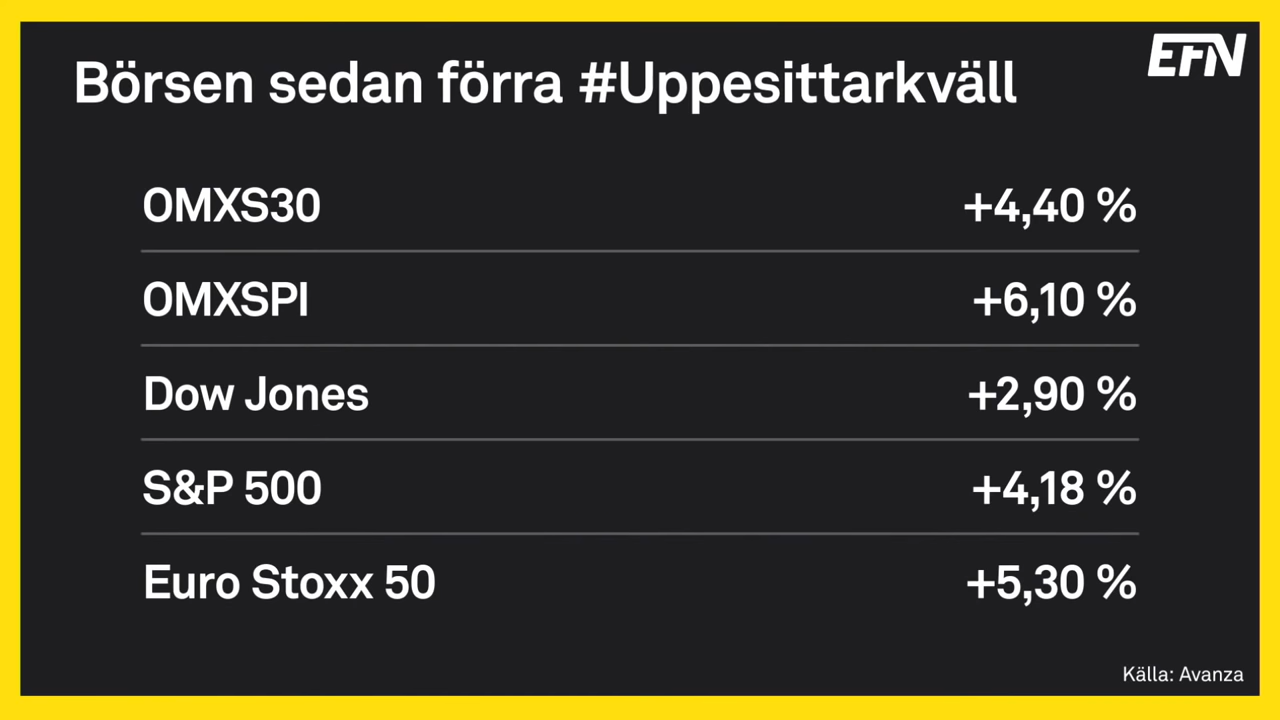 Börsen sedan förra #Uppesittarkväll
EFN
OMXS30 +4,40 %
OMXSPI +6,10 %
Dow Jones +2,90 %
S&P 500 +4,18 %
Euro Stoxx 50 +5,30 %
Källa: Avanza